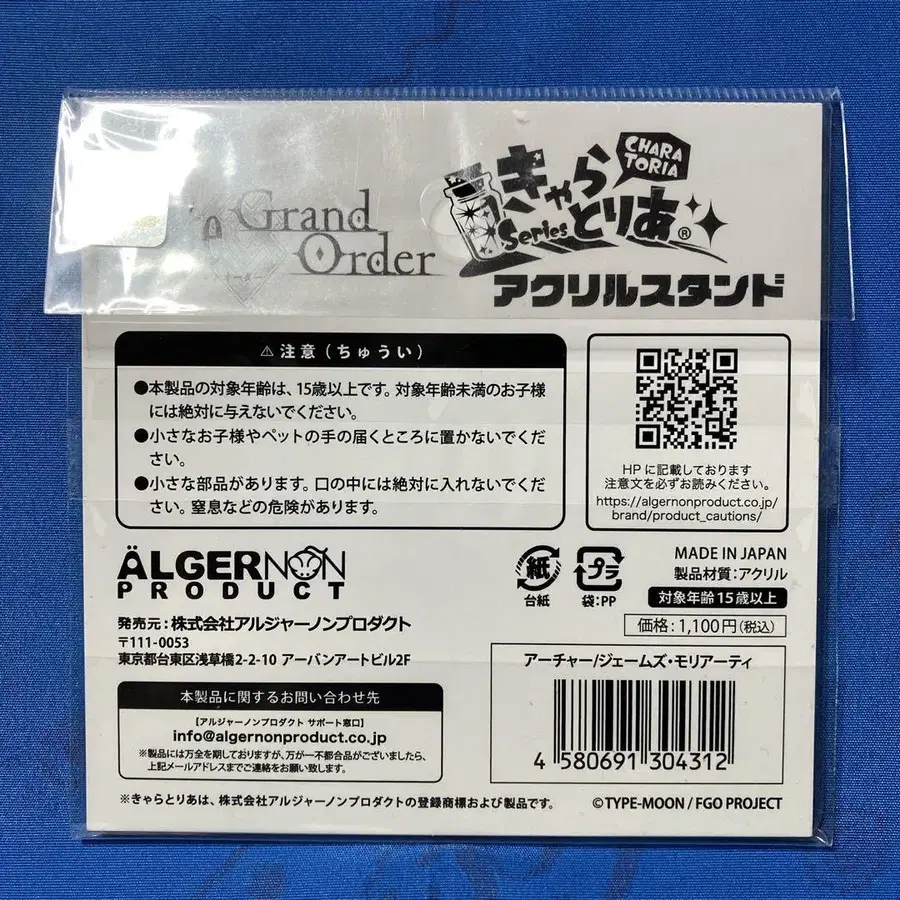 Grand
Order
オーダー
CHARA
TORIA
きゃら
Series とりあ®
アクリルスタンド
⚠注意(ちゅうい)
●本製品の対象年齢は、15歳以上です。対象年齢未満のお子様
には絶対に与えないでください。
●小さなお子様やペットの手の届くところに置かないでくだ
さい。
●小さな部品があります。口の中には絶対に入れないでくだ
さい。窒息などの危険があります。
HPに記載しております
注意文を必ずお読みください。
https://algernonproduct.co.jp/
brand/product_cautions/
ÄLGERNON
PRODUCT
紙
台紙
プラ
袋:PP
MADE IN JAPAN
製品材質:アクリル
対象年齢15歳以上
価格:1,100円(税込)
発売元:株式会社アルジャーノンプロダクト
〒111-0053
東京都台東区浅草橋2-2-10 アーバンアートビル2F
本製品に関するお問い合わせ先
【アルジャーノンプロダクト サポート窓口】
info@algernonproduct.co.jp
※製品には万全を期しておりますが、万が一不都合品がございましたら、
上記メールアドレスまでご連絡をお願い致します。
アーチャー/ジェームズ・モリアーティ
4 580691 304312
※きゃらとりあは、株式会社アルジャーノンプロダクトの登録商標および製品です。
©TYPE-MOON / FGO PROJECT